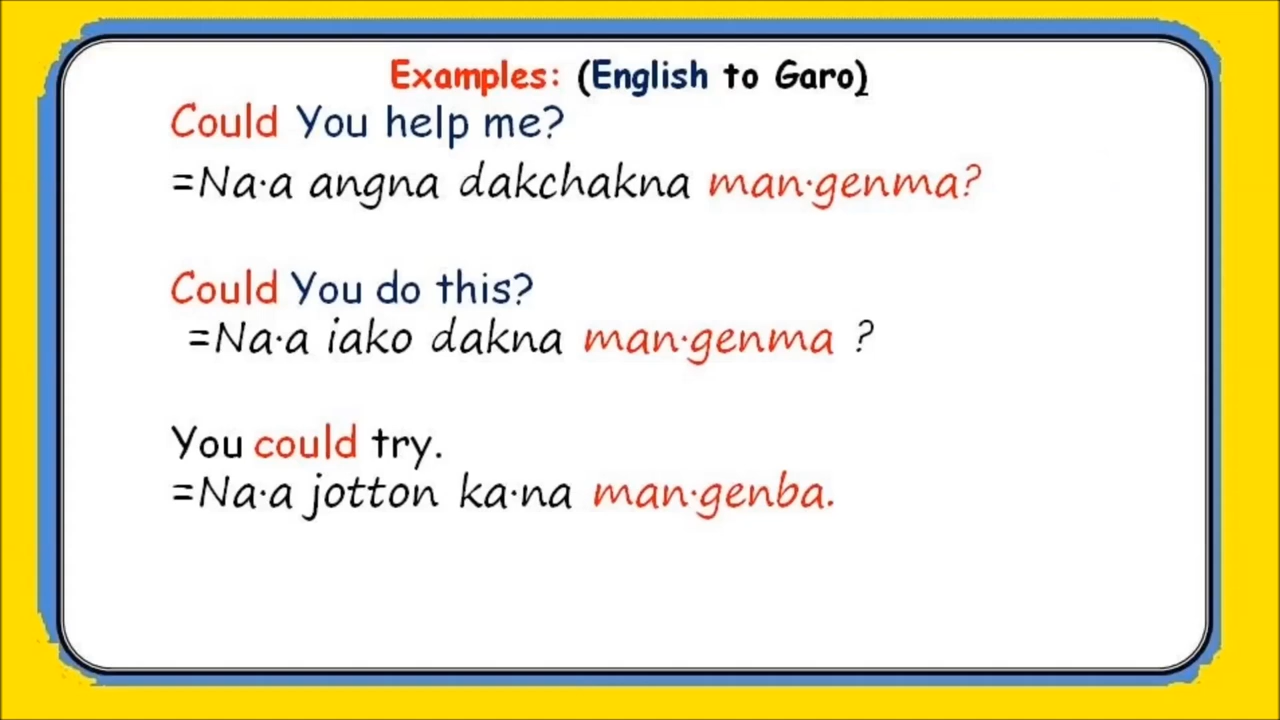 Examples: (English to Garo)
Could You help me?
=Na·a angna dakchakna man·genma?
Could You do this?
=Na·a iako dakna man·genma ?
You could try.
=Na·a jotton ka·na man·genba.